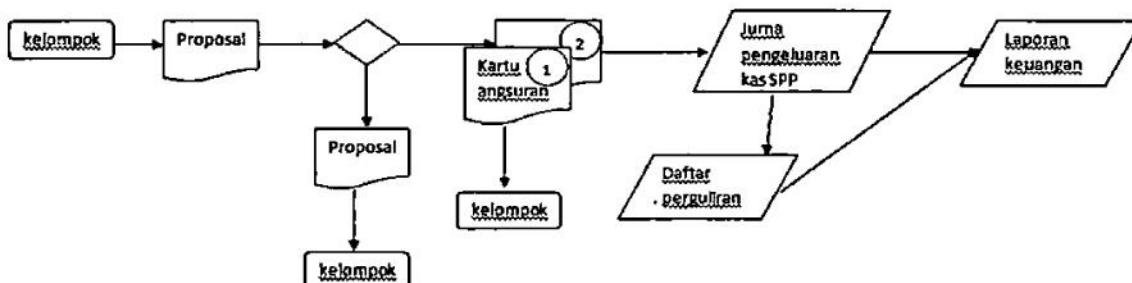 kelompok
Proposal
2
Kartu 1
angsuran
Jurna
pengeluaran
kas SPP
Laporan
keuangan
Proposal
kelompok
Daftar
. perguliran
kelompok